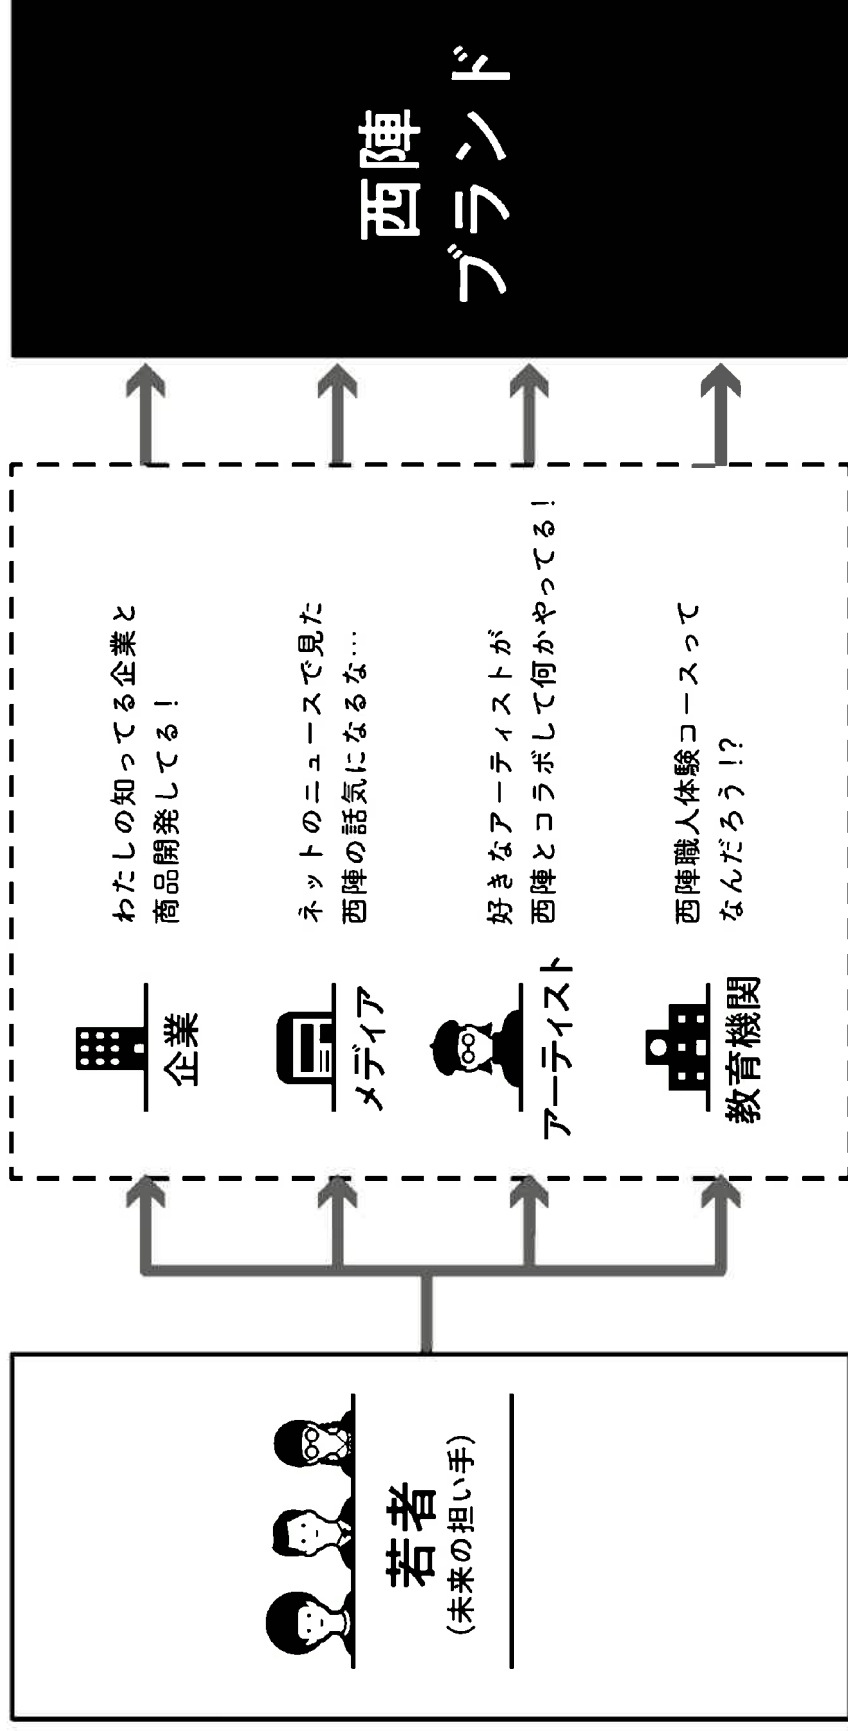 若者
(未来の担い手)
企業
わたしの知ってる企業と
商品開発してる!
メディア
ネットのニュースで見た
西陣の話気になるな…
アーティスト
好きなアーティストが
西陣とコラボして何かやってる!
教育機関
西陣職人体験コースって
なんだろう!?
西陣
ブランド